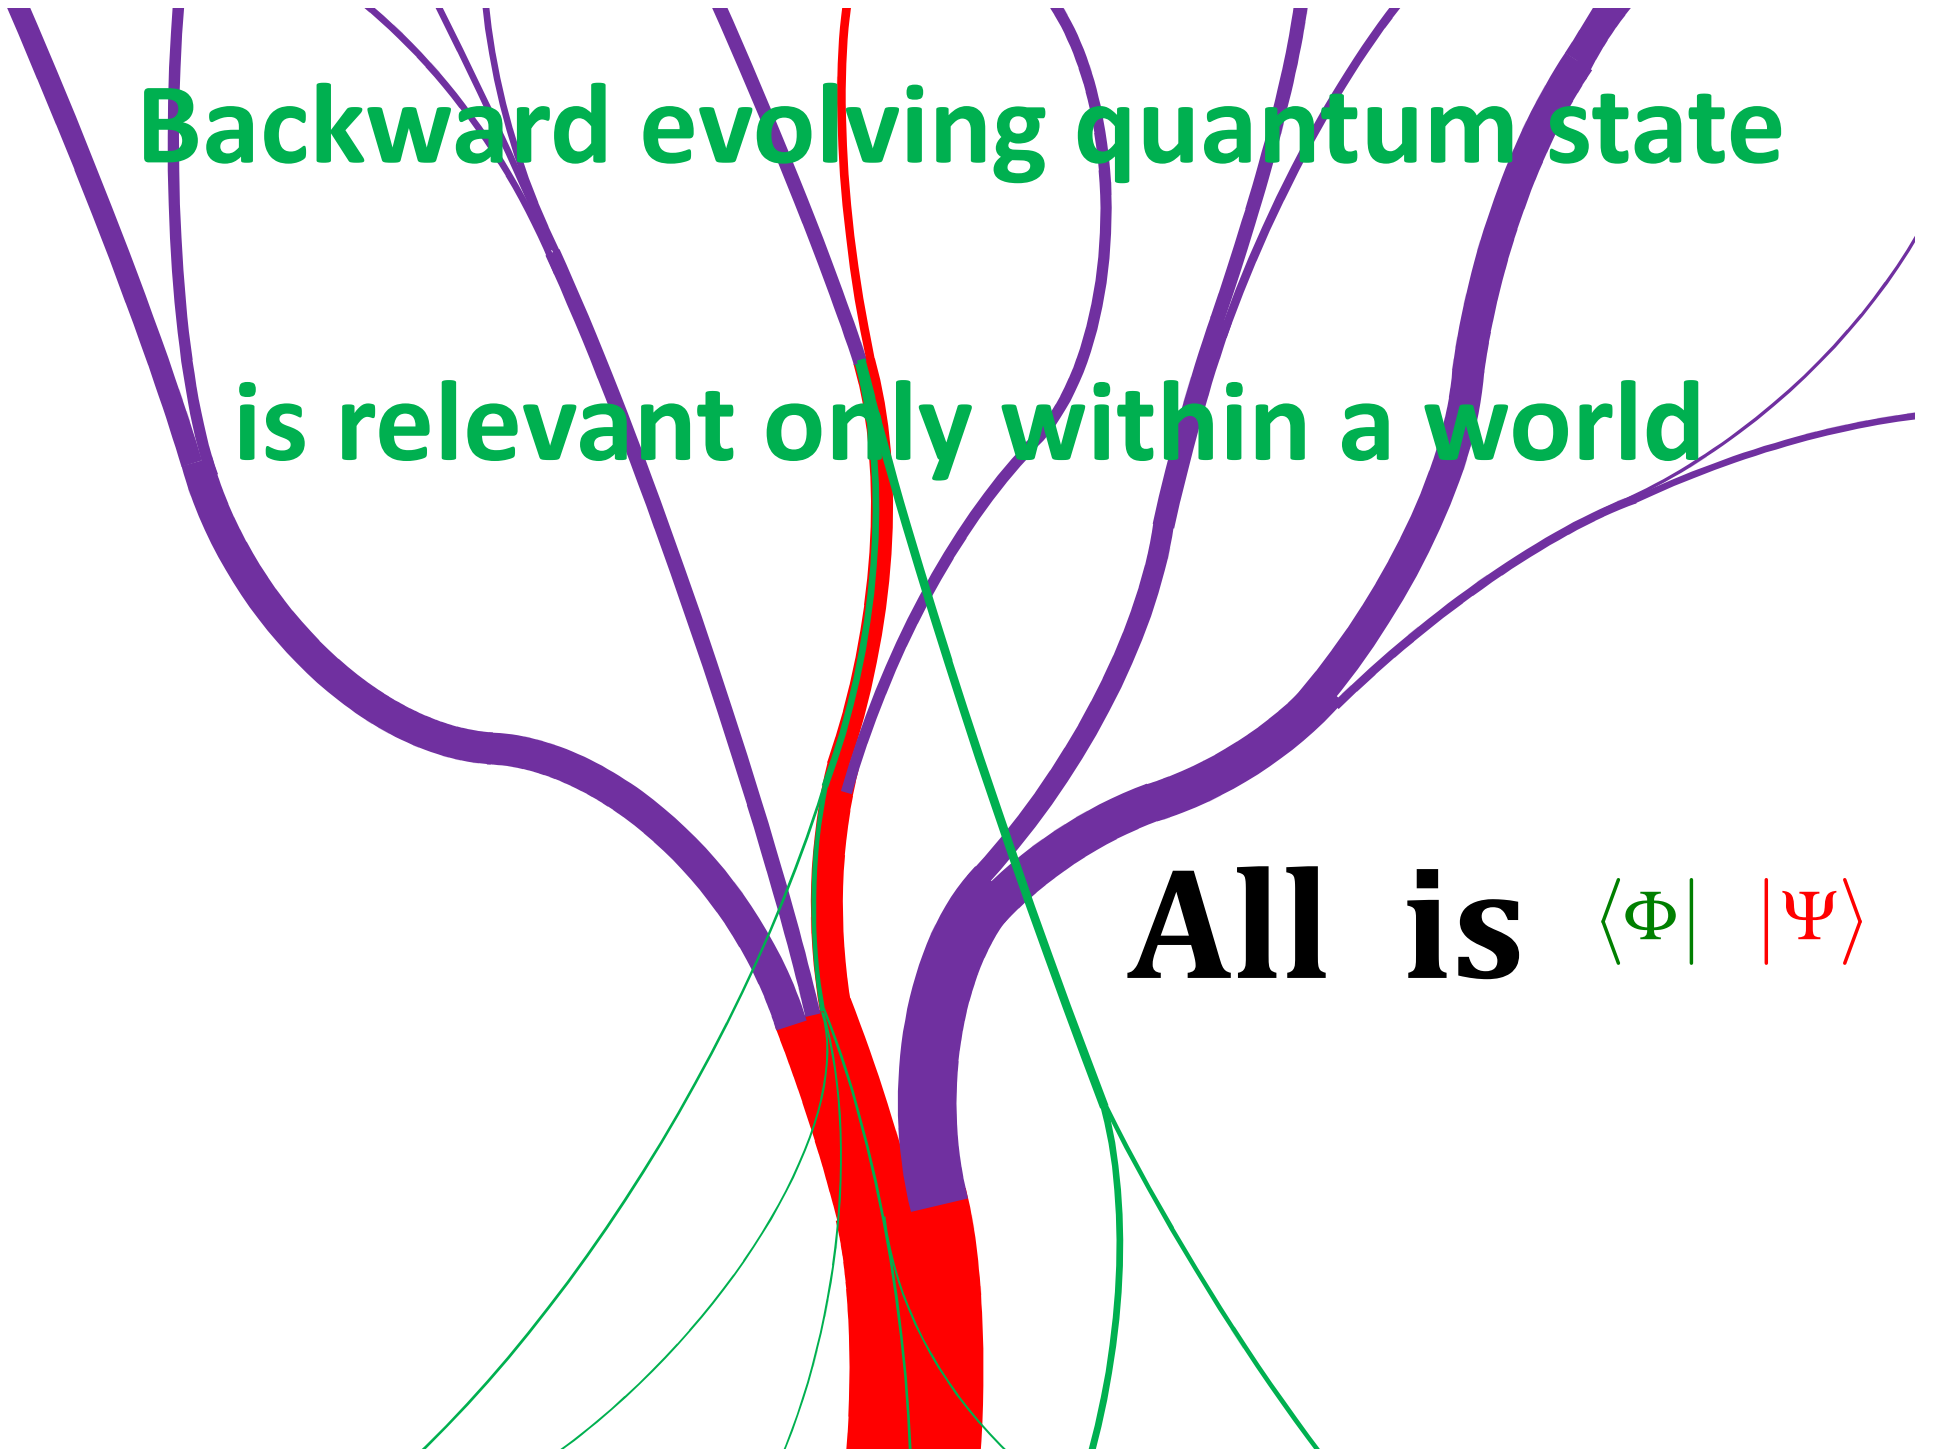 Backward evolving quantum state
is relevant only within a world
All is ⟨Φ| |Ψ⟩